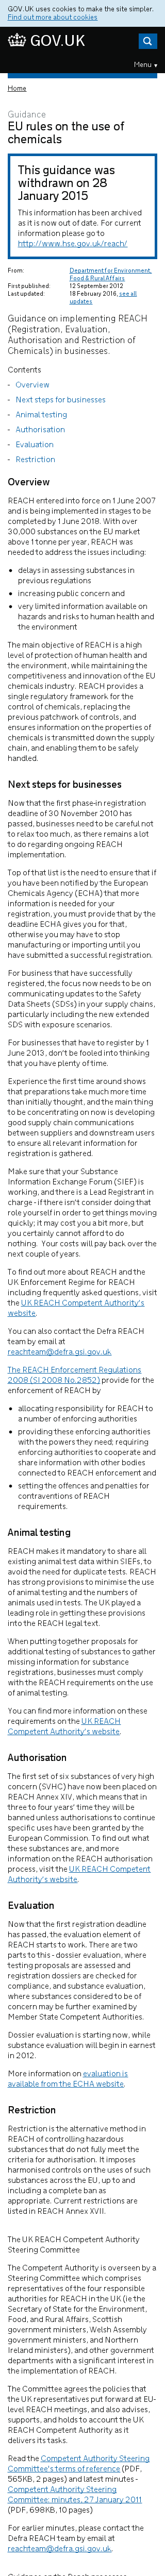 GOV.UK uses cookies to make the site simpler.
Find out more about cookies
GOV.UK
Menu ▾
Home
Guidance
EU rules on the use of
chemicals
This guidance was
withdrawn on 28
January 2015
Information has been archived
as it is now out of date. For current
information please go to
http://www.hse.gov.uk/reach/
From: Department for Environment,
Food & Rural Affairs
First published: 12 September 2012
Last updated: 18 February 2016, see all
updates
Guidance on implementing REACH
(Registration, Evaluation,
Authorisation and Restriction of
Chemicals) in businesses.
Contents
- Overview
- Next steps for businesses
- Animal testing
- Authorisation
- Evaluation
- Restriction
Overview
REACH entered into force on 1 June 2007
and is being implemented in stages to be
completed by 1 June 2018. With over
30,000 substances on the EU market
above 1 tonne per year, REACH was
needed to address the issues including:
• delays in assessing substances in
previous regulations
• increasing public concern and
• very limited information available on
hazards and risks to human health and
the environment
The main objective of REACH is a high
level of protection of human health and
the environment, while maintaining the
competitiveness and innovation of the EU
chemicals industry. REACH provides a
single regulatory framework for the
control of chemicals, replacing the
previous patchwork of controls, and
ensures information on the properties of
chemicals is transmitted down the supply
chain, and enabling them to be safely
handled.
Next steps for businesses
Now that the first phase-in registration
deadline of 30 November 2010 has
passed, businesses need to be careful not
to relax too much, as there remains a lot
to do regarding ongoing REACH
implementation.
Top of that list is the need to ensure that if
you have been notified by the European
Chemicals Agency (ECHA) that more
information is needed for your
registration, you must provide that by the
deadline ECHA gives you for that,
otherwise you may have to stop
manufacturing or importing until you
have submitted a successful registration.
For businesses that have successfully
registered, the focus now needs to be on
communicating updates to the Safety
Data Sheets (SDSs) in your supply chains,
particularly including the new extended
SDS with exposure scenarios.
For businesses that have to register by 1
June 2013, don't be fooled into thinking
that you have plenty of time.
Experience the first time around shows
that preparations take much more time
than anticipated to complete, and one of
the main things to be doing now is developing
good supply chain communications
between suppliers and downstream users
to ensure all relevant information for
registration is gathered.
Make sure your Substance
Information Exchange Forum (SIEF) is
working, and there is a Lead Registrant in
charge - if there isn't consider doing that
yourself in order to get things moving
quickly; it may cost you to do that, but
certainly not as much as if you do
nothing. Your costs will pay back over the
next couple of years.
To find out more about REACH and the
UK Enforcement Regime for REACH
including frequently asked questions, visit
the UK REACH Competent Authority's
website.
You can also contact the Defra REACH
team by email at
reachteam@defra.gsi.gov.uk.
The REACH Enforcement Regulations
2008 (SI 2008 No.2852) provide for the
enforcement of REACH by
• allocating responsibility for REACH to
a number of enforcing authorities
• providing these enforcing authorities
with the powers they need; requiring
enforcing authorities to cooperate and
share information with other bodies
connected to REACH enforcement and
• setting the offences and penalties for
contraventions of REACH
requirements.
Animal testing
REACH makes it mandatory to share all
existing animal test data within SIEFs, to
avoid the need for duplicate tests. REACH
has strong provisions to minimise the use
of animal tests and the numbers of
animals used in tests. The UK played a
leading role in getting these provisions
into the REACH legal text.
When putting together proposals for
additional testing of substances to gather
missing information for substance
registrations, businesses must comply
with the REACH requirements on the use
of animal testing.
You can find more information on these
requirements on the UK REACH
Competent Authority's website.
Authorisation
The first set of six substances of very high
concern (SVHC) have now been placed on
REACH Annex XIV, which means that in
three to four years' time they will be
banned unless authorised for continued
specific uses have been granted by the
European Commission. To find out what
these substances are, and more
information on the REACH authorisation
process, visit the UK REACH Competent
Authority's website.
Evaluation
Now that the first registration deadline
has passed, the evaluation element of
REACH starts to work. There are two
parts to this - dossier evaluation, where
testing proposals are assessed and
registration dossiers are checked for
completeness, and substance evaluation,
where substances considered to be of
concern may be further examined by
Member State Competent Authorities.
Dossier evaluation is starting now, while
substance evaluation will begin in earnest
in 2012.
More information on evaluation is
available from the ECHA website.
Restriction
Restriction is the alternative method in
REACH of controlling hazardous
substances that do not fully meet the
criteria for authorisation. It imposes
harmonised controls on the uses of such
substances across the EU, up to and
including a complete ban as
appropriate. Current restrictions are
listed in REACH Annex XVII.
The UK REACH Competent Authority
Steering Committee
The Competent Authority is overseen by a
Steering Committee which comprises
representatives of the four responsible
authorities for REACH in the UK (ie the
Secretary of State for the Environment,
Food and Rural Affairs, Scottish
Government ministers, Welsh Assembly
Government ministers, and Northern
Ireland ministers), and other government
departments with a shared interest in the
implementation of REACH.
The Committee agrees the policies that
the UK representatives put forward at EU-
level REACH meetings, and also advises,
supports, and holds to account the UK
REACH Competent Authority as it
delivers its tasks.
Read the Competent Authority Steering
Committee's terms of reference (PDF,
565KB, 2 pages) and latest minutes -
Competent Authority Steering
Committee: minutes, 27 January 2011
(PDF, 698KB, 10 pages)
For earlier minutes, please contact the
Defra REACH team by email at
reachteam@defra.gsi.gov.uk.